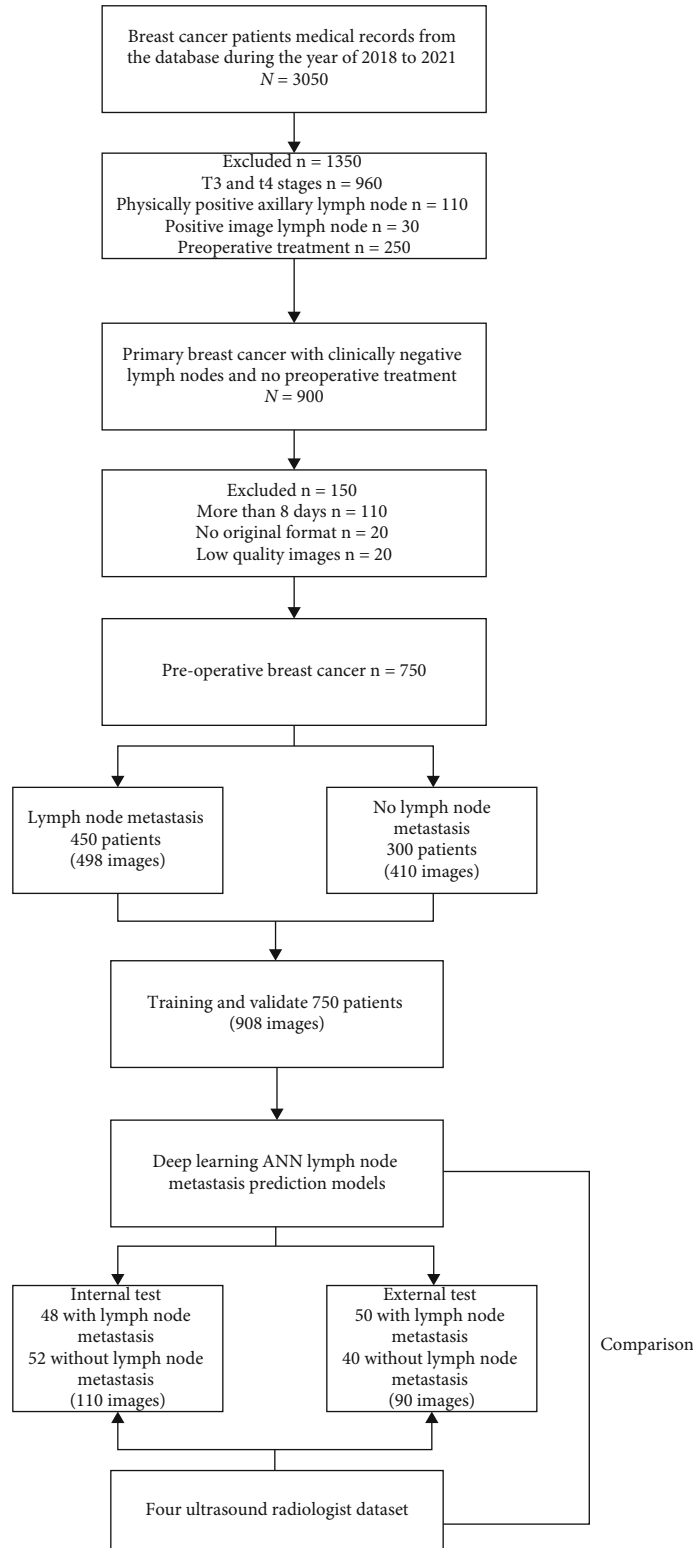 Breast cancer patients medical records from
the database during the year of 2018 to 2021
N = 3050
Excluded n = 1350
T3 and t4 stages n = 960
Physically positive axillary lymph node n = 110
Positive image lymph node n = 30
Preoperative treatment n = 250
Primary breast cancer with clinically negative
lymph nodes and no preoperative treatment
N = 900
Excluded n = 150
More than 8 days n = 110
No original format n = 20
Low quality images n = 20
Pre-operative breast cancer n = 750
Lymph node metastasis
450 patients
(498 images)
No lymph node
metastasis
300 patients
(410 images)
Training and validate 750 patients
(908 images)
Deep learning ANN lymph node
metastasis prediction models
Internal test
48 with lymph node
metastasis
52 without lymph node
metastasis
(110 images)
External test
50 with lymph node
metastasis
40 without lymph node
metastasis
(90 images)
Comparison
Four ultrasound radiologist dataset